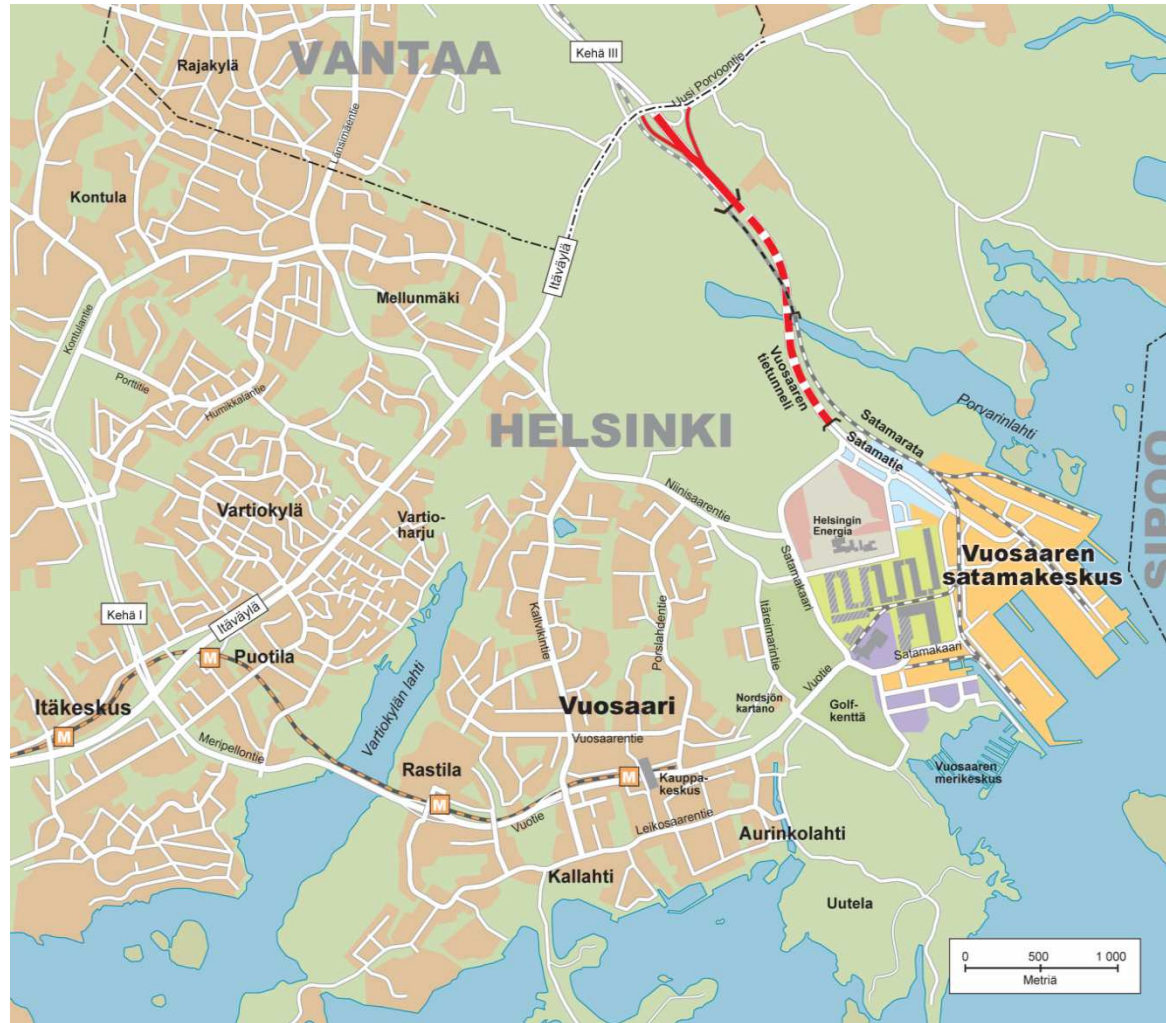 Kehä III
VANTAA
Rajakylä
Uusi Porvoontie
Länsimäentie
Kontula
Itäväylä
Mellunmäki
Kontulantie
Porttitie
Humikkalantie
Vuosaaren
tietunneli
Porvarinlahti
HELSINKI
Satamarata
Satamatie
SIPOO
Niinisaarentie
Vartiokylä
Vartio-
harju
Helsingin
Energia
Vuosaaren
satamakeskus
Satamakaari
Kehä I
Itäväylä
Kallvikintie
Porslahdentie
Itäreimarintie
Puotila
M
Satamakaari
Vuotie
Itäkeskus
M
Vartiokylän lahti
Vuosaari
Nordsjön
kartano
Golf-
kenttä
Meripellontie
Vuosaarentie
Rastila
M
M
Kauppa-
keskus
Vuosaaren
merikeskus
Vuotie
Leikosaarentie
Aurinkolahti
Kallahti
Uutela
0 500 1 000
Metriä